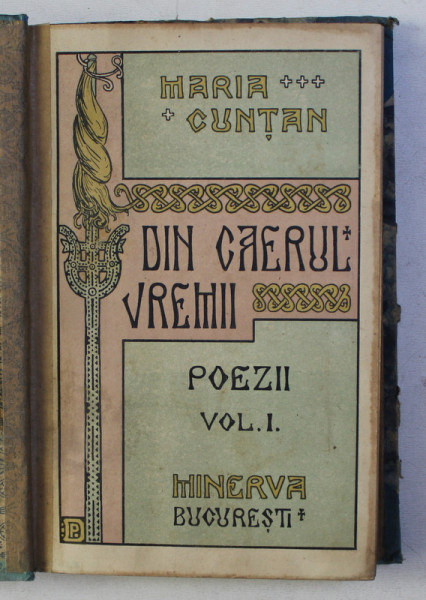 MARIA
CUNȚAN
DIN CAERUL
VREMII
POEZII
VOL. I.
MINERVA
BUCUREȘTI